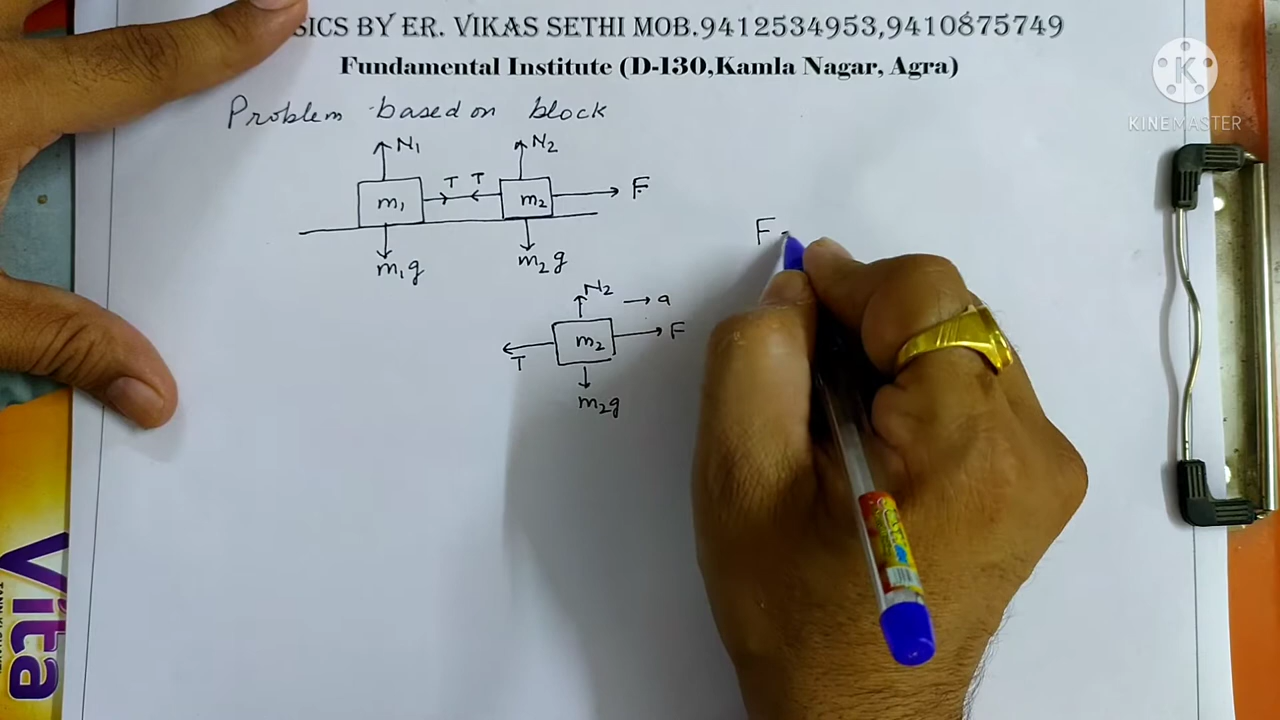 SICS BY ER. VIKAS SETHI MOB.9412534953,9410875749
Fundamental Institute (D-130,Kamla Nagar, Agra)
K
KINEMASTER
Problem based on block
N₁
N₂
T T
F
m₁
m₂
m₁g
m₂g
F
N₂
→ a
m₂
F
T
m₂g
Vita